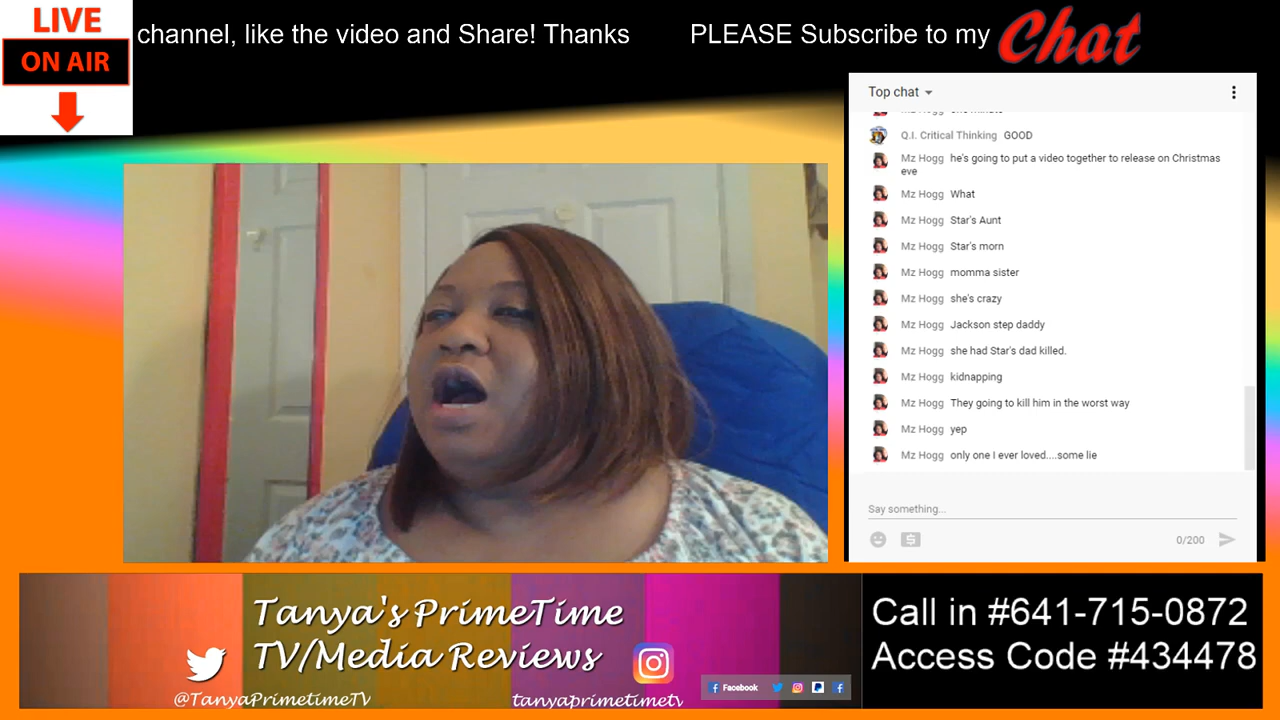 LIVE
ON AIR
channel, like the video and Share! Thanks PLEASE Subscribe to my
Chat
Top chat
Q.I. Critical Thinking GOOD
Mz Hogg he's going to put a video together to release on Christmas
eve
Mz Hogg What
Mz Hogg Star's Aunt
Mz Hogg Star's morn
Mz Hogg momma sister
Mz Hogg she's crazy
Mz Hogg Jackson step daddy
Mz Hogg she had Star's dad killed.
Mz Hogg kidnapping
Mz Hogg They going to kill him in the worst way
Mz Hogg yep
Mz Hogg only one I ever loved....some lie
Say something...
0/200
Tanya's PrimeTime
TV/Media Reviews
@TanyaPrimetimeTV
tanyaprimetimetv
Facebook
Call in #641-715-0872
Access Code #434478